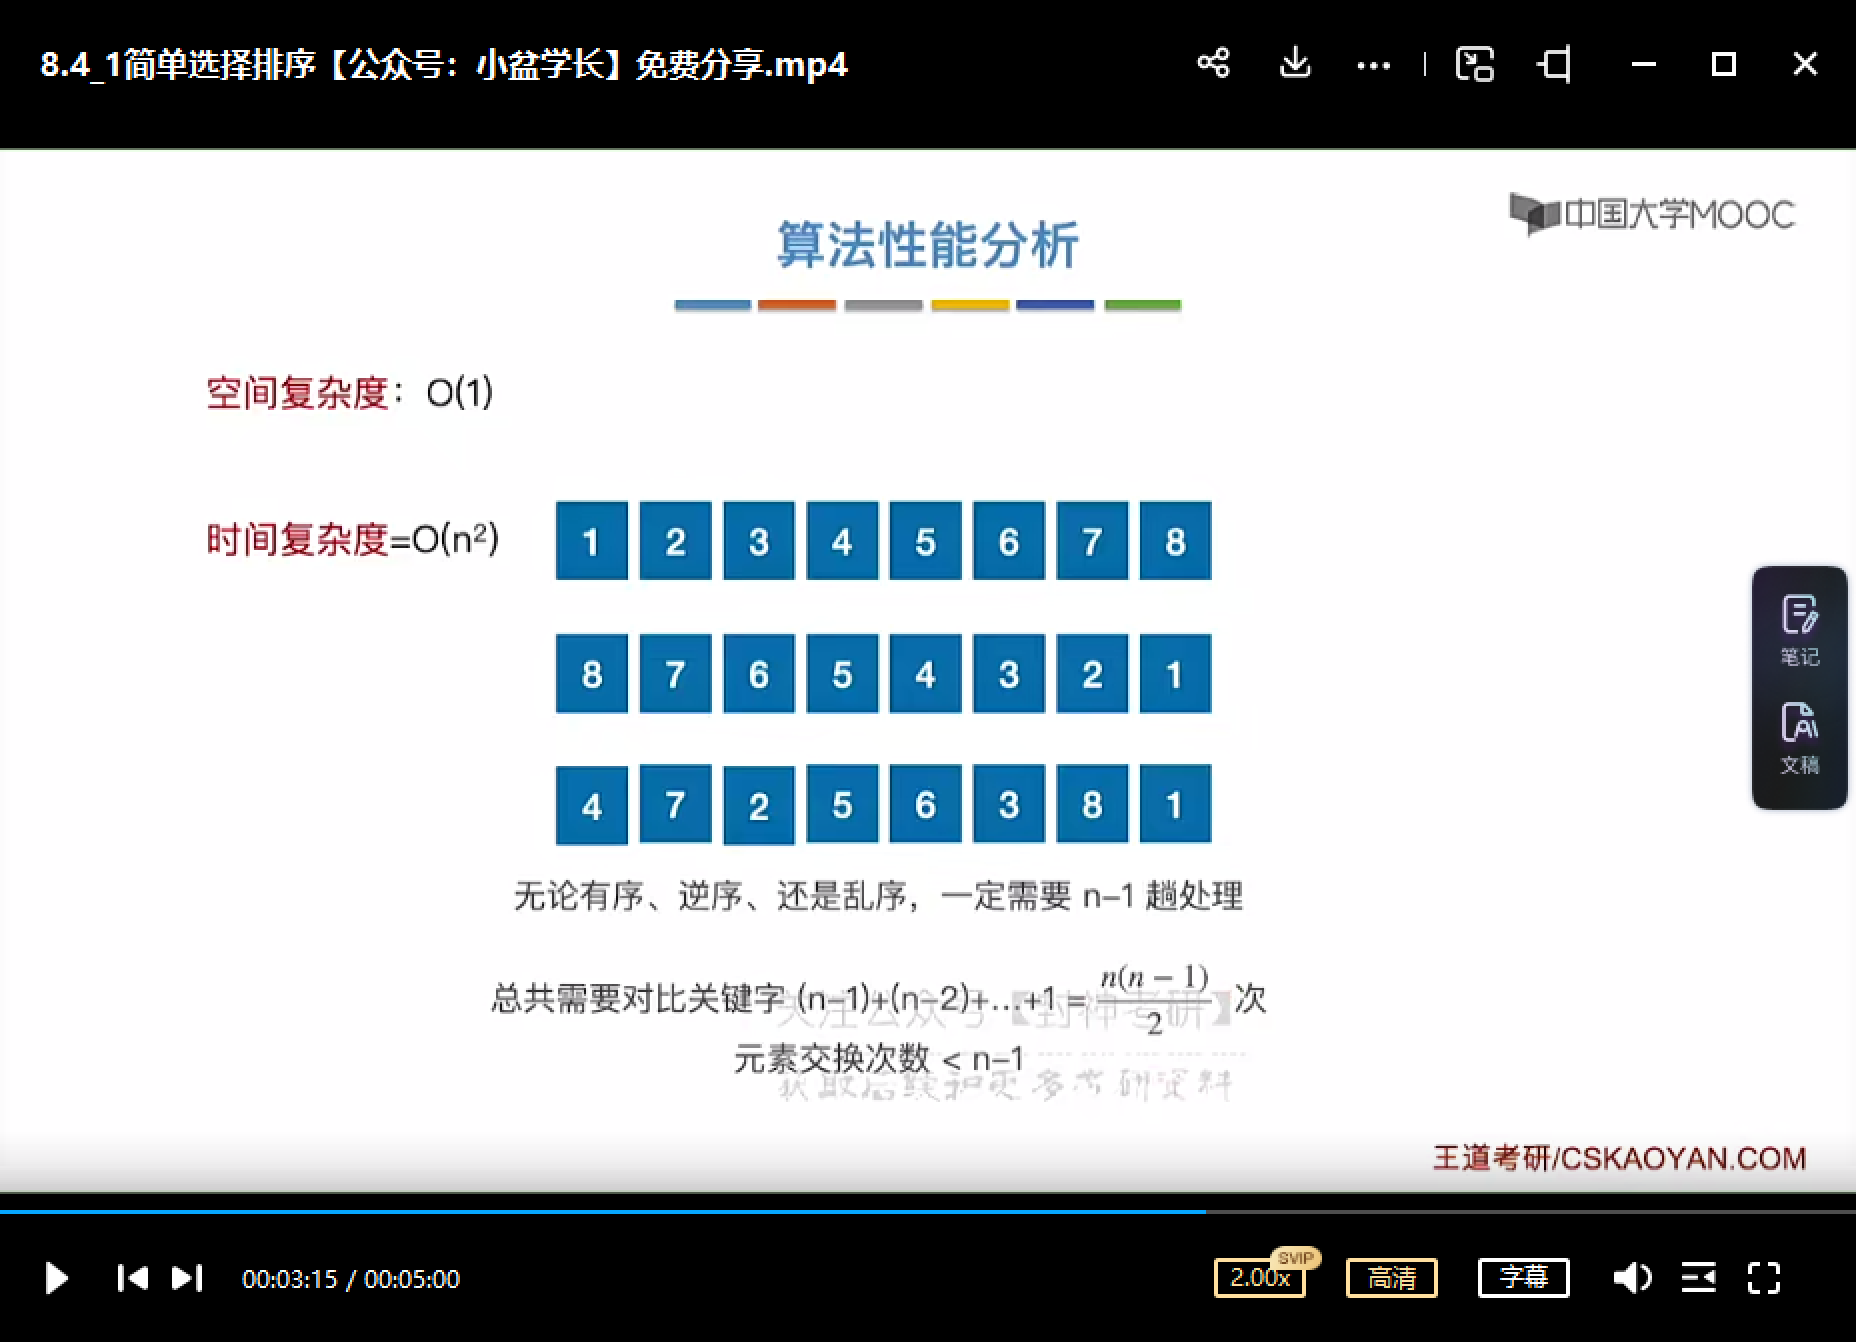 8.4_1简单选择排序【公众号：小盆学长】免费分享.mp4
中国大学MOOC
算法性能分析
空间复杂度：O(1)
时间复杂度=O(n²)
1 2 3 4 5 6 7 8
8 7 6 5 4 3 2 1
4 7 2 5 6 3 8 1
笔记
文稿
无论有序、逆序、还是乱序，一定需要 n-1 趟处理
总共需要对比关键字 (n-1)+(n-2)+...+1 = n(n - 1)/2 次
关注公众号【封神考研】
元素交换次数 < n-1
获取后续和更多考研资料
王道考研/CSKAOYAN.COM
00:03:15 / 00:05:00
2.00x
SVIP
高清
字幕